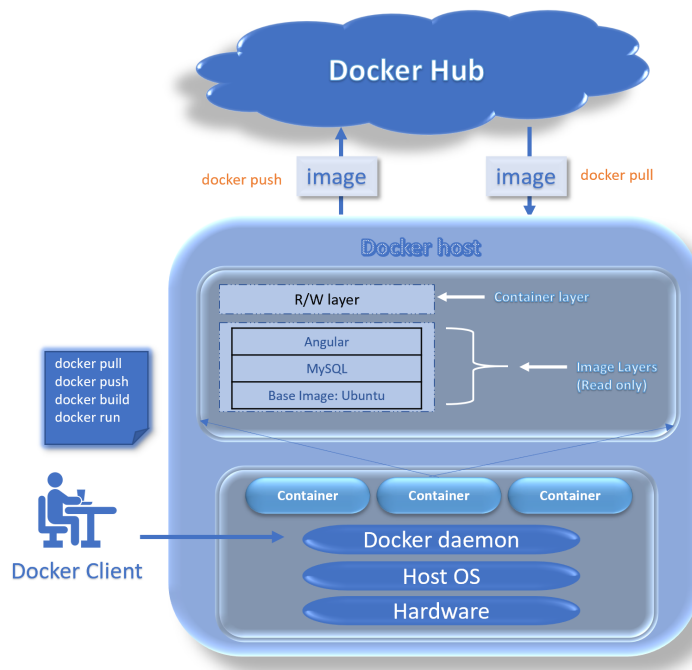 Docker Hub
docker push
image
image
docker pull
Docker host
R/W layer
Container layer
Angular
MySQL
Base Image: Ubuntu
Image Layers
(Read only)
docker pull
docker push
docker build
docker run
Container
Container
Container
Docker daemon
Host OS
Hardware
Docker Client